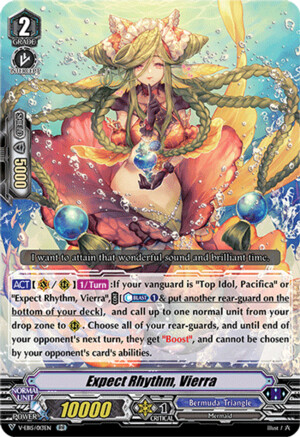 2
GRADE
INTERCEPT
SHIELD
5000
I want to attain that wonderful sound and brilliant time.
ACT 1/Turn :If your vanguard is "Top Idol, Pacifica" or
"Expect Rhythm, Vierra", BLAST 1 & put another rear-guard on the
bottom of your deck], and call up to one normal unit from your
drop zone to . Choose all of your rear-guards, and until end of
your opponent's next turn, they get "Boost", and cannot be chosen
by your opponent's card's abilities.
Expect Rhythm, Vierra
NORMAL
UNIT
POWER 10000 1
CRITICAL
Bermuda Triangle
Mermaid
V-EB15/017EN RR
Illust /